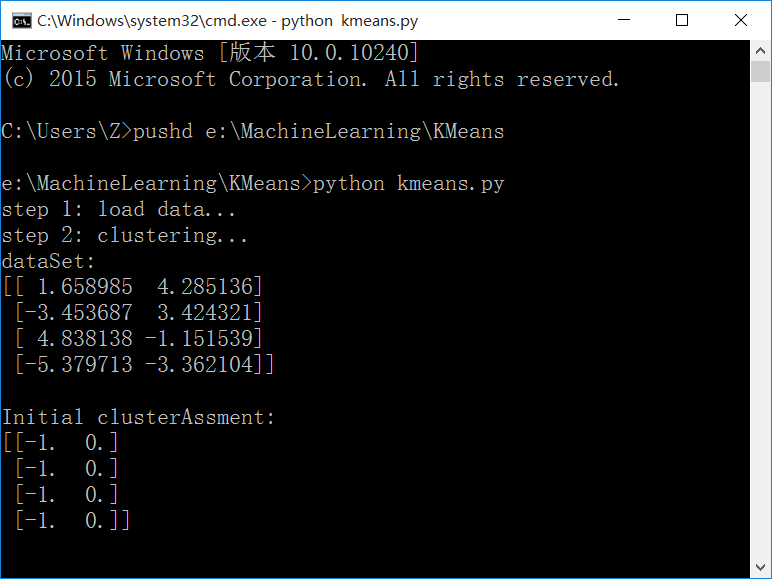 C:\Windows\system32\cmd.exe - python  kmeans.py
Microsoft Windows [版本 10.0.10240]
(c) 2015 Microsoft Corporation. All rights reserved.
C:\Users\Z>pushd e:\MachineLearning\KMeans
e:\MachineLearning\KMeans>python kmeans.py
step 1: load data...
step 2: clustering...
dataSet:
[[ 1.658985  4.285136]
 [-3.453687  3.424321]
 [ 4.838138 -1.151539]
 [-5.379713 -3.362104]]
Initial clusterAssment:
[[-1.  0.]
 [-1.  0.]
 [-1.  0.]
 [-1.  0.]]